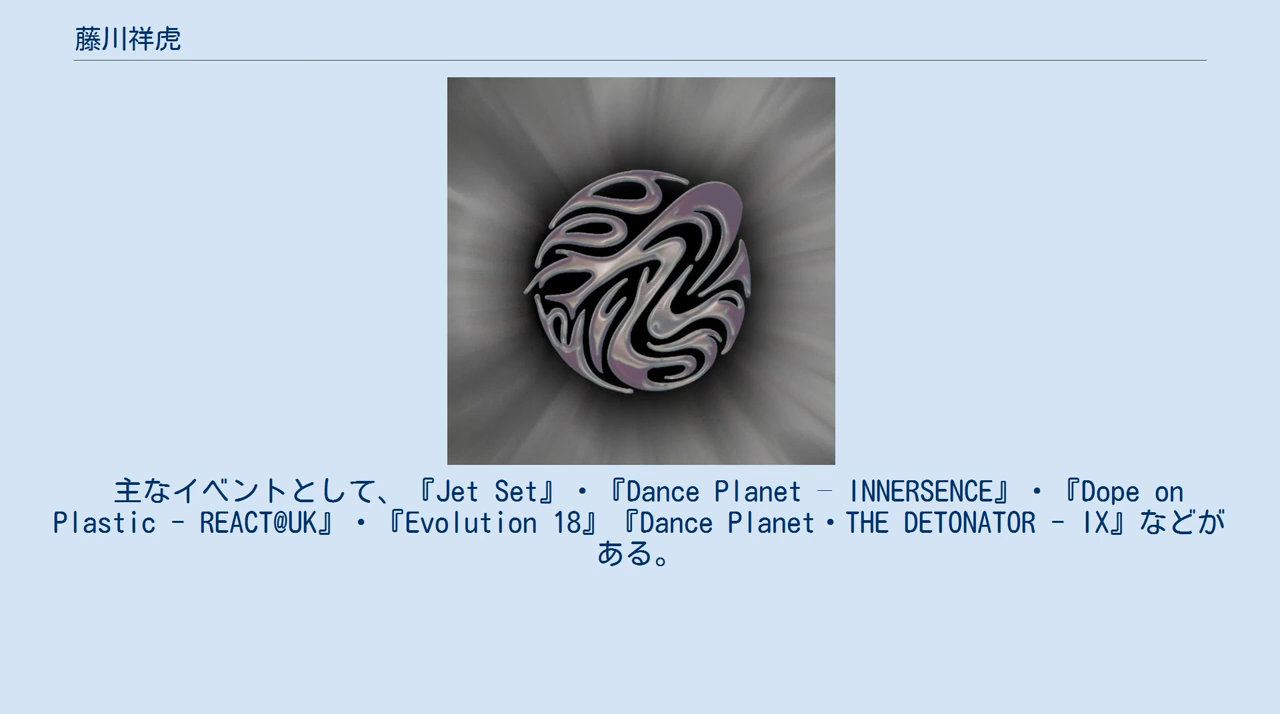 藤川祥虎
主なイベントとして、『Jet Set』・『Dance Planet – INNERSENCE』・『Dope on
Plastic - REACT@UK』・『Evolution 18』『Dance Planet・THE DETONATOR - IX』などが
ある。